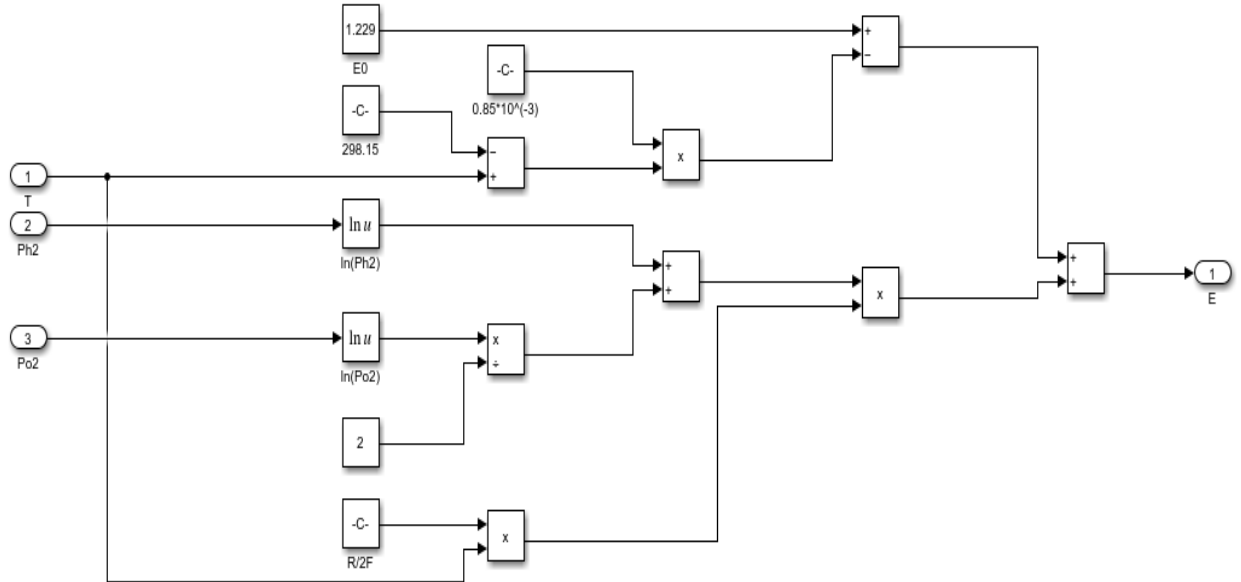 1.229
E0
-C-
0.85*10^(-3)
-C-
298.15
+
−
−
+
x
1
T
2
Ph2
ln u
ln(Ph2)
+
+
x
+
+
1
E
3
Po2
ln u
ln(Po2)
x
÷
2
-C-
R/2F
x